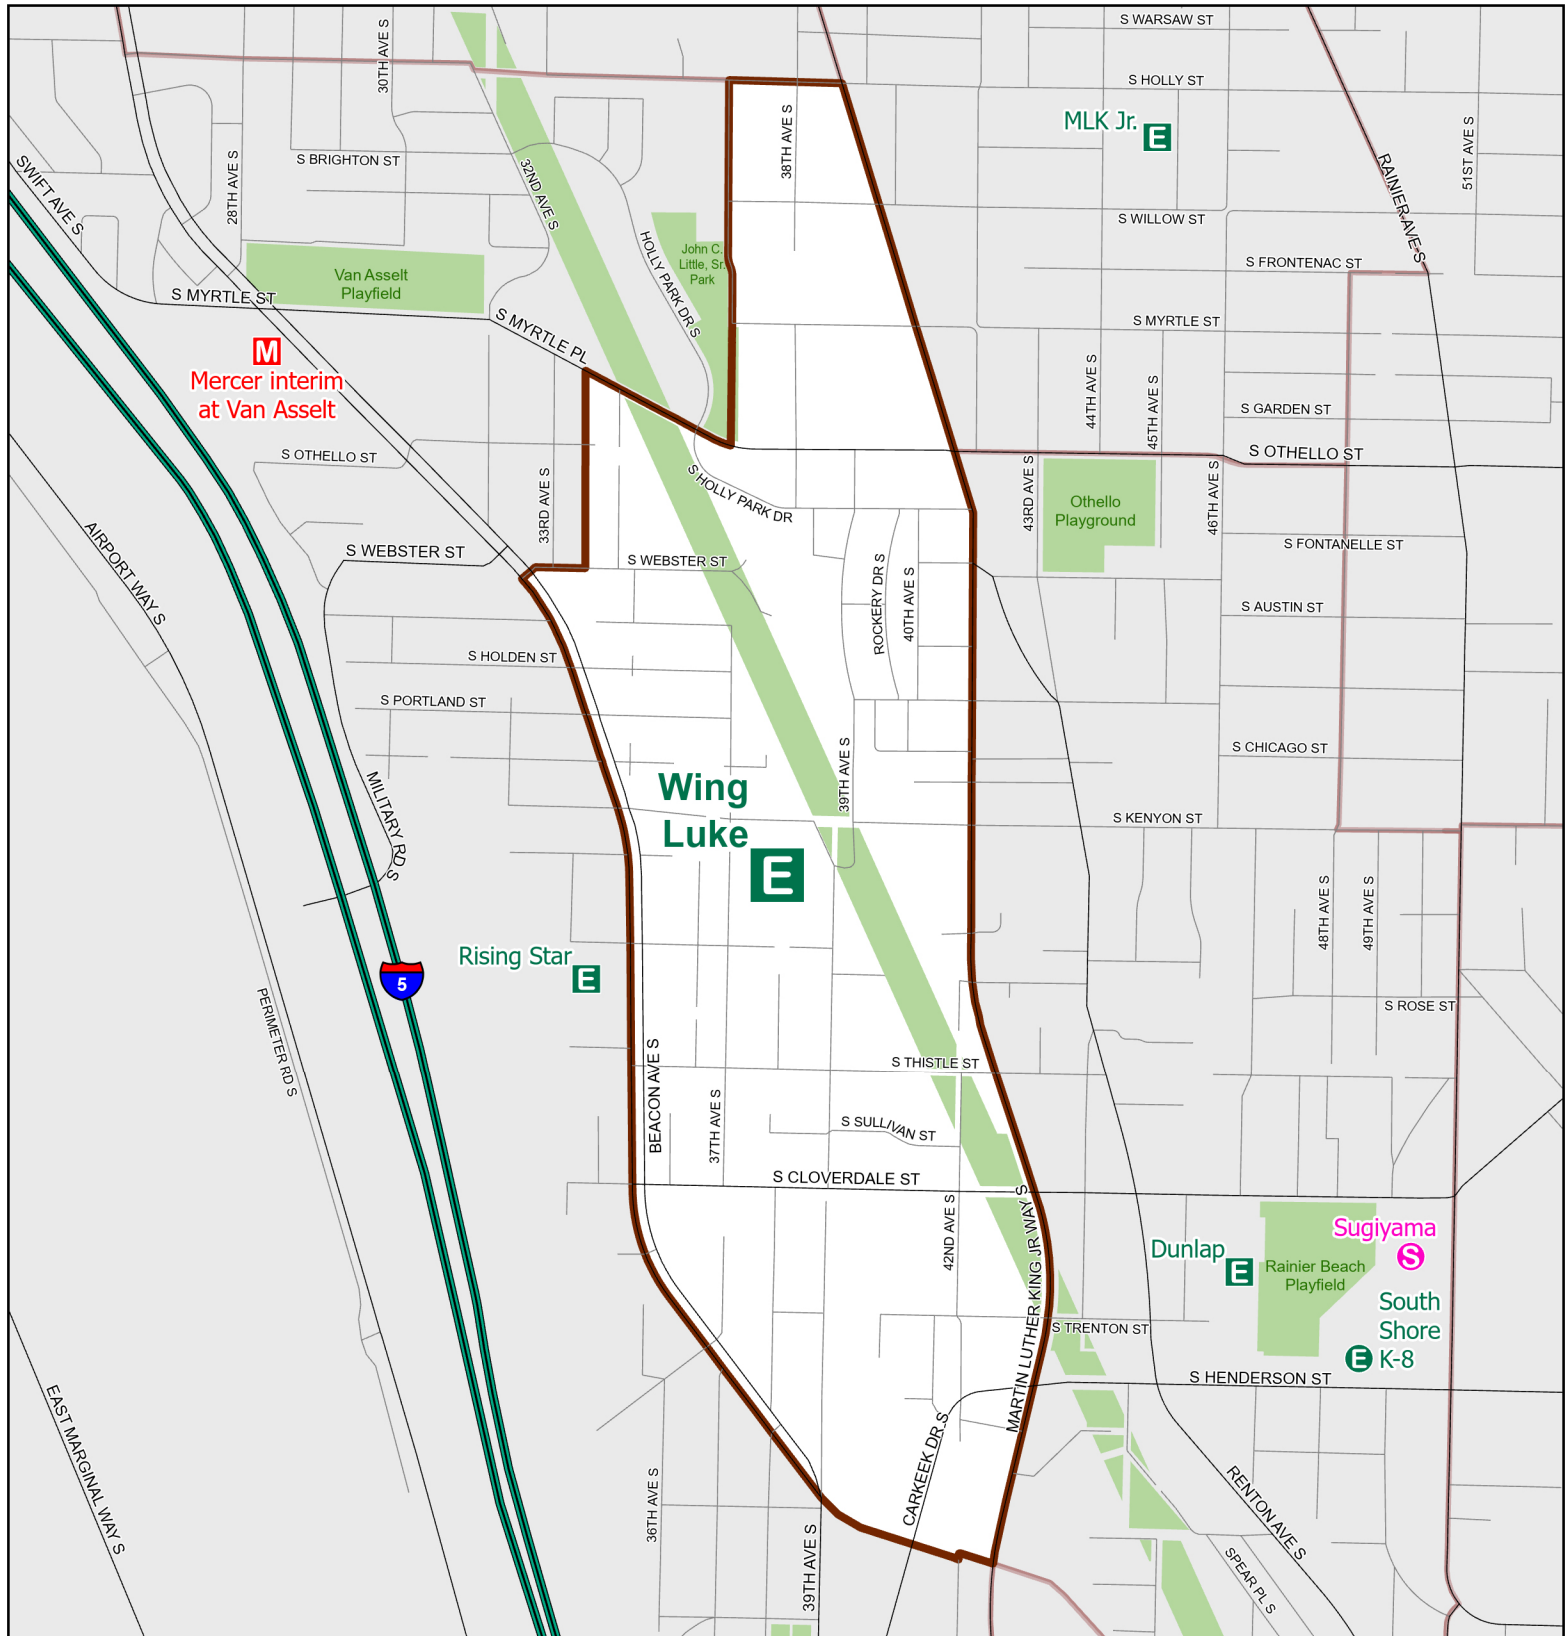 S WARSAW ST
30TH AVE S
S HOLLY ST
MLK Jr.
E
38TH AVE S
51ST AVE S
RAINIER AVE S
S BRIGHTON ST
28TH AVE S
32ND AVE S
SWIFT AVE S
S WILLOW ST
HOLLY PARK DR S
John C.
Little, Sr.
Park
S FRONTENAC ST
Van Asselt
Playfield
S MYRTLE ST
S MYRTLE PL
S MYRTLE ST
M
Mercer interim
at Van Asselt
44TH AVE S
45TH AVE S
S GARDEN ST
S OTHELLO ST
S OTHELLO ST
33RD AVE S
S HOLLY PARK DR
43RD AVE S
46TH AVE S
Othello
Playground
AIRPORT WAY S
S WEBSTER ST
S WEBSTER ST
S FONTANELLE ST
ROCKERY DR S
40TH AVE S
S AUSTIN ST
S HOLDEN ST
S PORTLAND ST
39TH AVE S
S CHICAGO ST
MILITARY RD S
Wing
Luke
E
S KENYON ST
48TH AVE S
49TH AVE S
Rising Star
E
5
PERIMETER RD S
S ROSE ST
BEACON AVE S
S THISTLE ST
37TH AVE S
S SULLIVAN ST
S CLOVERDALE ST
42ND AVE S
MARTIN LUTHER KING JR WAY S
Sugiyama
S
Dunlap
E
Rainier Beach
Playfield
South
Shore
K-8
E
S TRENTON ST
S HENDERSON ST
EAST MARGINAL WAY S
CARKEEK DR S
36TH AVE S
39TH AVE S
RENTON AVE S
SPEAR PL S